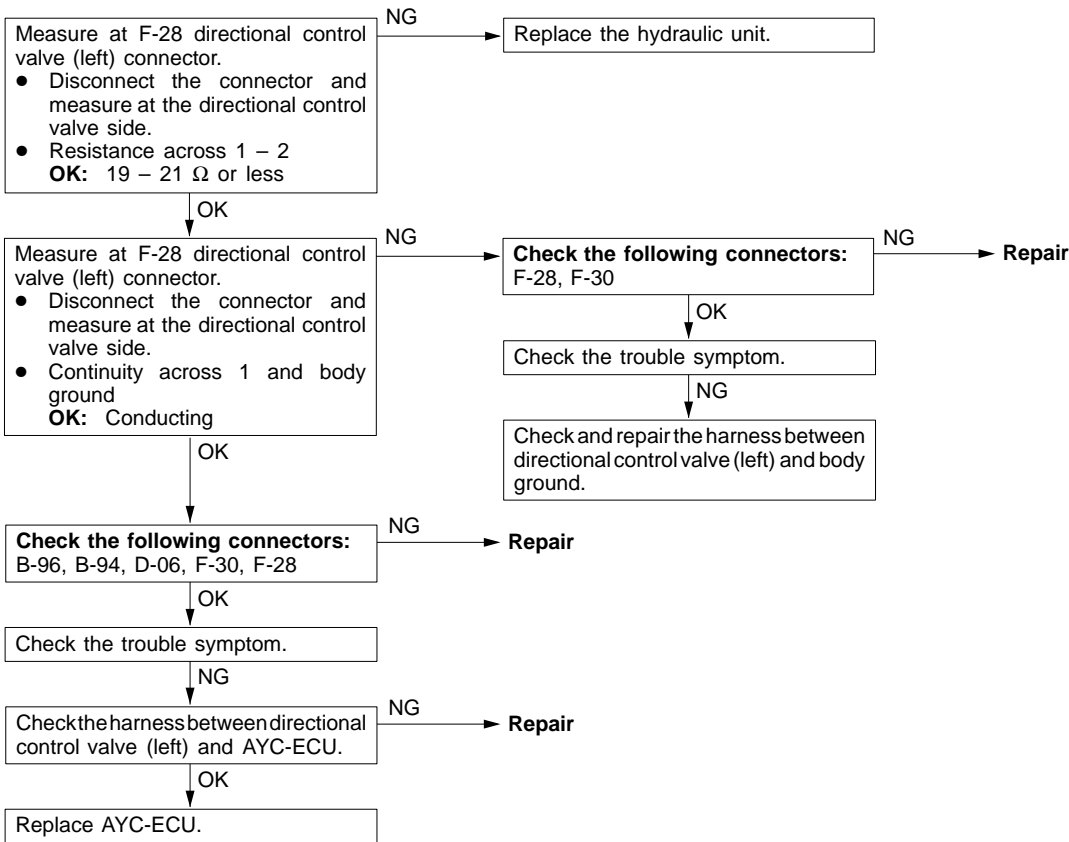 NG
Measure at F-28 directional control
valve (left) connector.
● Disconnect the connector and
measure at the directional control
valve side.
● Resistance across 1 – 2
OK: 19 – 21 Ω or less
Replace the hydraulic unit.
OK
NG
Measure at F-28 directional control
valve (left) connector.
● Disconnect the connector and
measure at the directional control
valve side.
● Continuity across 1 and body
ground
OK: Conducting
Check the following connectors:
F-28, F-30
NG
Repair
OK
Check the trouble symptom.
NG
Check and repair the harness between
directional control valve (left) and body
ground.
OK
Check the following connectors:
B-96, B-94, D-06, F-30, F-28
NG
Repair
OK
Check the trouble symptom.
NG
Check the harness between directional
control valve (left) and AYC-ECU.
NG
Repair
OK
Replace AYC-ECU.